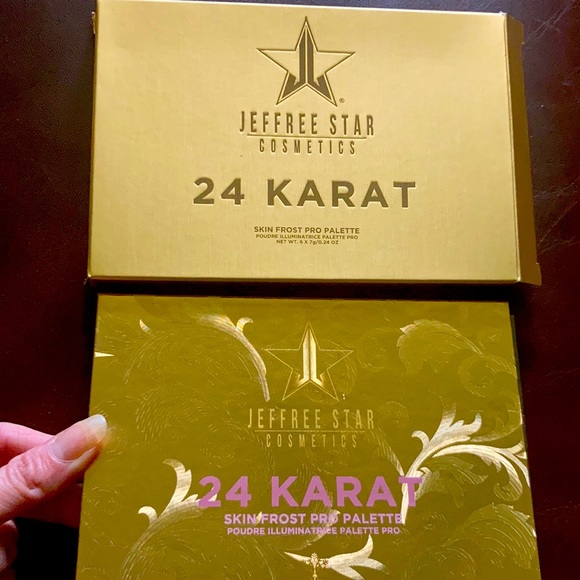 JEFFREE STAR
COSMETICS
24 KARAT
SKIN FROST PRO PALETTE
POUDRE ILLUMINATRICE PALETTE PRO
NET WT. 6 X 7g/0.24 OZ
JEFFREE STAR
COSMETICS
24 KARAT
SKIN FROST PRO PALETTE
POUDRE ILLUMINATRICE PALETTE PRO